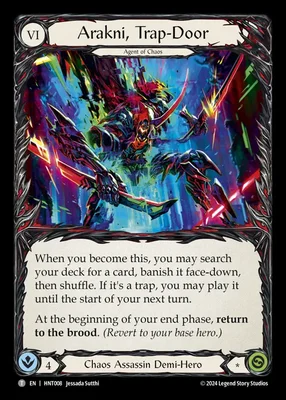 VI
Arakni, Trap-Door
Agent of Chaos
When you become this, you may search
your deck for a card, banish it face-down,
then shuffle. If it's a trap, you may play it
until the start of your next turn.
At the beginning of your end phase, return
to the brood. (Revert to your base hero.)
4
Chaos Assassin Demi-Hero
*
EN | HNT008 Jessada Sutthi
© 2024 Legend Story Studios